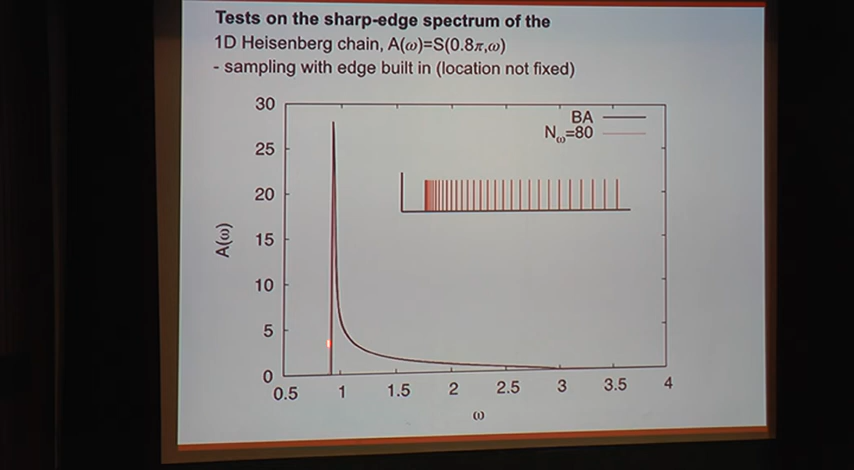 Tests on the sharp-edge spectrum of the
1D Heisenberg chain, A(ω)=S(0.8π,ω)
- sampling with edge built in (location not fixed)
30
25
20
15
10
5
0
A(ω)
BA
Nω=80
0.5 1 1.5 2 2.5 3 3.5 4
ω